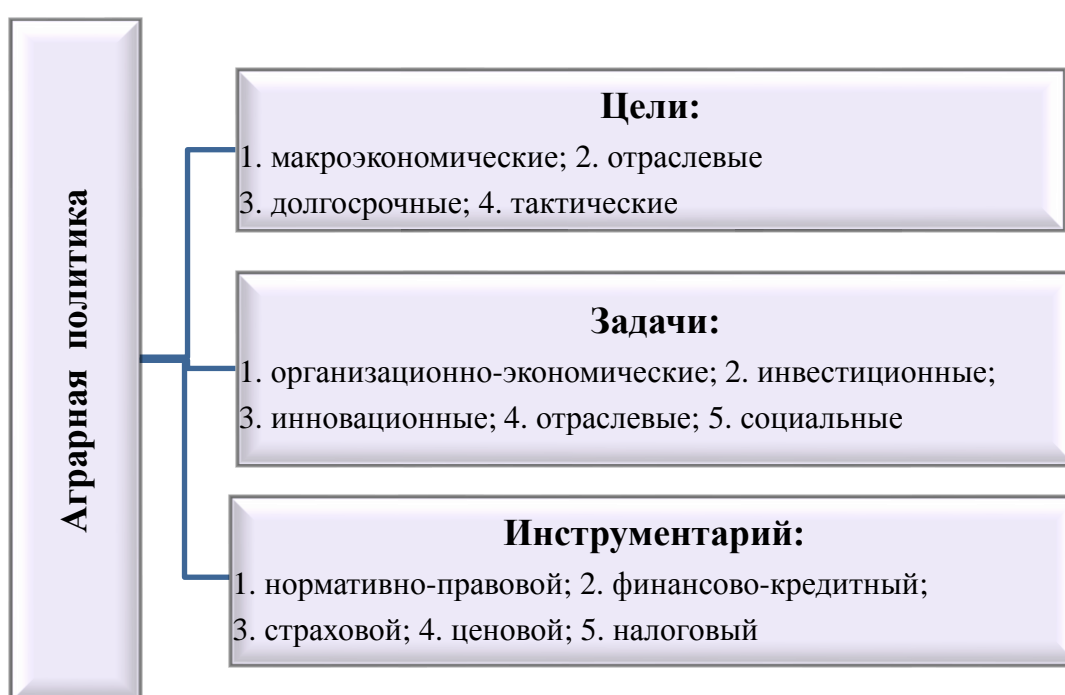 Аграрная политика
Цели:
1. макроэкономические; 2. отраслевые
3. долгосрочные; 4. тактические
Задачи:
1. организационно-экономические; 2. инвестиционные;
3. инновационные; 4. отраслевые; 5. социальные
Инструментарий:
1. нормативно-правовой; 2. финансово-кредитный;
3. страховой; 4. ценовой; 5. налоговый